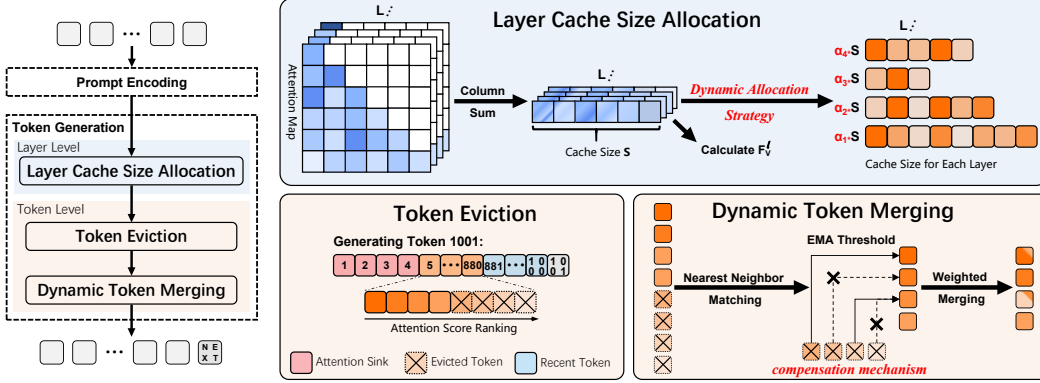 Prompt Encoding
Token Generation
Layer Level
Layer Cache Size Allocation
Token Level
Token Eviction
Dynamic Token Merging
NE
XT
Layer Cache Size Allocation
L
Attention Map
Column
Sum
L
Cache Size S
Dynamic Allocation
Strategy
Calculate F_v^l
L
α₄·S
α₃·S
α₂·S
α₁·S
Cache Size for Each Layer
Token Eviction
Generating Token 1001:
1 2 3 4 5 ··· 880 881 ··· 1000 1001
Attention Score Ranking
Attention Sink
Evicted Token
Recent Token
Dynamic Token Merging
EMA Threshold
Nearest Neighbor
Matching
Weighted
Merging
compensation mechanism